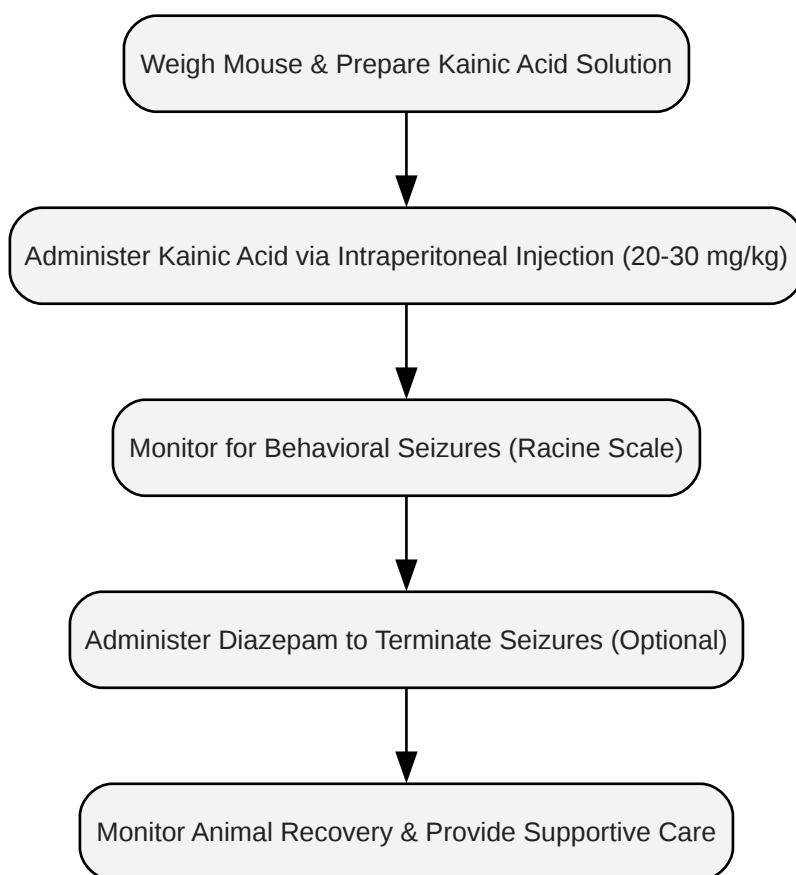 Weigh Mouse & Prepare Kainic Acid Solution
Administer Kainic Acid via Intraperitoneal Injection (20-30 mg/kg)
Monitor for Behavioral Seizures (Racine Scale)
Administer Diazepam to Terminate Seizures (Optional)
Monitor Animal Recovery & Provide Supportive Care